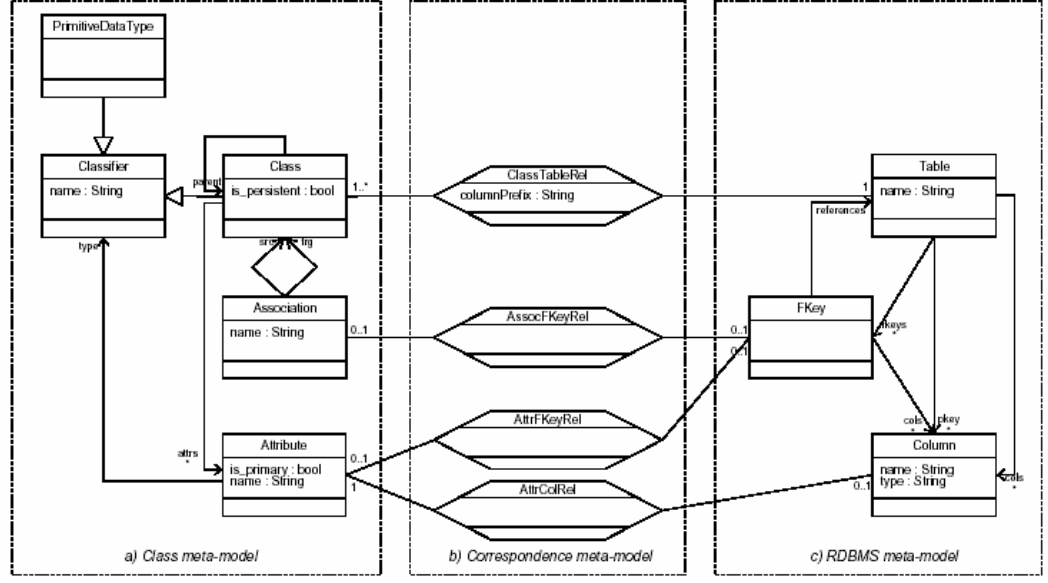 PrimitiveDataType
Classifier
name : String
type
parent
Class
is_persistent : bool
1..*
src
trg
Association
name : String
0..1
attrs
*
Attribute
is_primary : bool
name : String
0..1
1
a) Class meta-model
ClassTableRel
columnPrefix : String
AssocFKeyRel
AttrFKeyRel
AttrColRel
b) Correspondence meta-model
1
Table
name : String
references
FKey
0..1
0..1
fkeys
*
cols
*
pkey
*
Column
name : String
type : String
0..1
cols
*
c) RDBMS meta-model